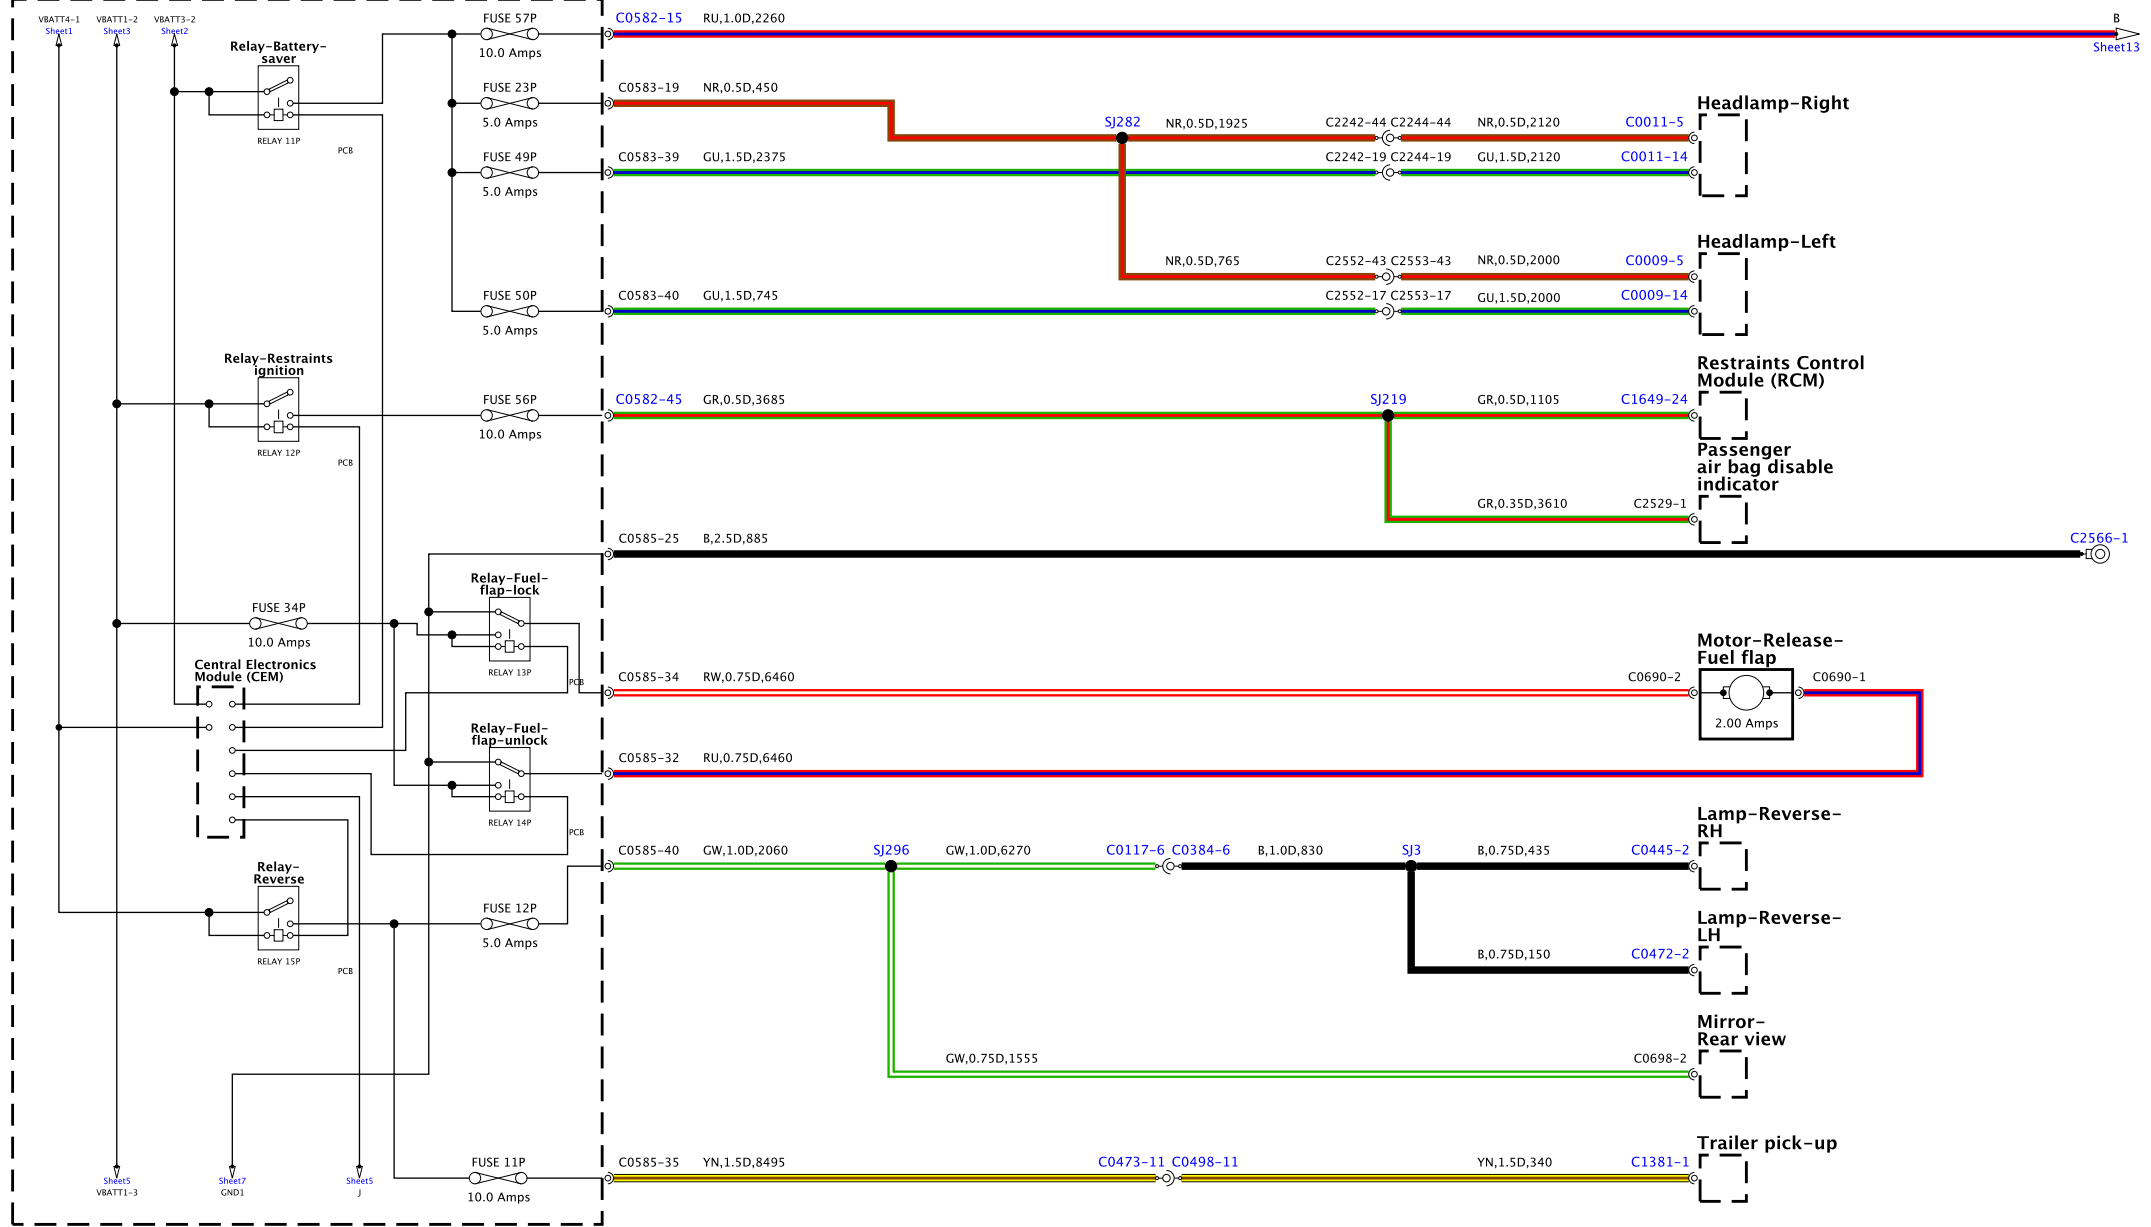 VBATT4-1 VBATT1-2 VBATT3-2
Sheet1 Sheet3 Sheet2
FUSE 57P
10.0 Amps
C0582-15 RU,1.0D,2260
B
Sheet13
Relay-Battery-
saver
RELAY 11P
PCB
FUSE 23P
5.0 Amps
C0583-19 NR,0.5D,450
SJ282
NR,0.5D,1925
C2242-44 C2244-44
NR,0.5D,2120
C0011-5
Headlamp-Right
FUSE 49P
5.0 Amps
C0583-39 GU,1.5D,2375
C2242-19 C2244-19
GU,1.5D,2120
C0011-14
Headlamp-Left
NR,0.5D,765
C2552-43 C2553-43
NR,0.5D,2000
C0009-5
FUSE 50P
5.0 Amps
C0583-40 GU,1.5D,745
C2552-17 C2553-17
GU,1.5D,2000
C0009-14
Relay-Restraints
ignition
RELAY 12P
PCB
FUSE 56P
10.0 Amps
C0582-45 GR,0.5D,3685
SJ219
GR,0.5D,1105
C1649-24
Restraints Control
Module (RCM)
Passenger
air bag disable
indicator
GR,0.35D,3610
C2529-1
C0585-25 B,2.5D,885
C2566-1
Relay-Fuel-
flap-lock
RELAY 13P
PCB
FUSE 34P
10.0 Amps
Central Electronics
Module (CEM)
C0585-34 RW,0.75D,6460
C0690-2
Motor-Release-
Fuel flap
2.00 Amps
C0690-1
Relay-Fuel-
flap-unlock
RELAY 14P
PCB
C0585-32 RU,0.75D,6460
C0585-40 GW,1.0D,2060
SJ296
GW,1.0D,6270
C0117-6 C0384-6
B,1.0D,830
SJ3
B,0.75D,435
C0445-2
Lamp-Reverse-
RH
Relay-
Reverse
RELAY 15P
PCB
FUSE 12P
5.0 Amps
Lamp-Reverse-
LH
B,0.75D,150
C0472-2
Mirror-
Rear view
GW,0.75D,1555
C0698-2
FUSE 11P
10.0 Amps
C0585-35 YN,1.5D,8495
C0473-11 C0498-11
YN,1.5D,340
C1381-1
Trailer pick-up
Sheet5 Sheet7 Sheet5
VBATT1-3 GND1 J